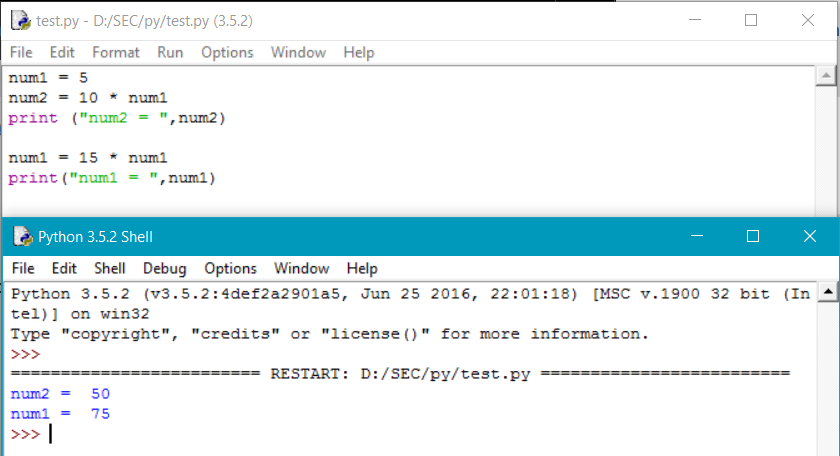 test.py - D:/SEC/py/test.py (3.5.2)
File Edit Format Run Options Window Help
num1 = 5
num2 = 10 * num1
print ("num2 = ",num2)
num1 = 15 * num1
print("num1 = ",num1)
Python 3.5.2 Shell
File Edit Shell Debug Options Window Help
Python 3.5.2 (v3.5.2:4def2a2901a5, Jun 25 2016, 22:01:18) [MSC v.1900 32 bit (In
tel)] on win32
Type "copyright", "credits" or "license()" for more information.
>>>
========================= RESTART: D:/SEC/py/test.py =========================
num2 =  50
num1 =  75
>>>